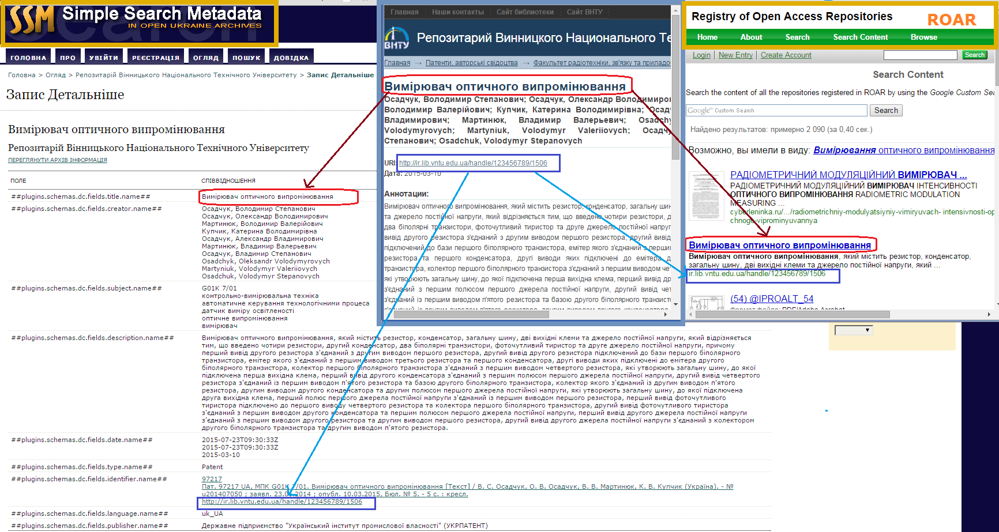 SSM Simple Search Metadata
IN OPEN UKRAINE ARCHIVES
ГОЛОВНА ПРО УВІЙТИ РЕЄСТРАЦІЯ ОГЛЯД ПОШУК ДОВІДКА
Головна > Огляд > Репозитарій Вінницького Національного Технічного Університету > Запис Детальніше
Запис Детальніше
Вимірювач оптичного випромінювання
Репозитарій Вінницького Національного Технічного Університету
ПЕРЕГЛЯНУТИ АРХІВ ІНФОРМАЦІЯ
ПОЛЕ СПІВВІДНОШЕННЯ
##plugins.schemas.dc.fields.title.name## Вимірювач оптичного випромінювання
##plugins.schemas.dc.fields.creator.name## Осадчук, Володимир Степанович
Осадчук, Олександр Володимирович
Мартинюк, Володимир Валерійович
Купчик, Катерина Володимирівна
Осадчук, Александр Владимирович
Мартинюк, Владимир Валерьевич
Осадчук, Владимир Степанович
Osadchuk, Oleksandr Volodymyrovych
Martyniuk, Volodymyr Valeriiovych
Osadchuk, Volodymyr Stepanovych
##plugins.schemas.dc.fields.subject.name## G01K 7/01
контрольно-вимірювальна техніка
автоматичне керування технологічними процеса
датчик виміру освітленості
оптичне випромінювання
вимірювач
##plugins.schemas.dc.fields.description.name## Вимірювач оптичного випромінювання, який містить резистор, конденсатор, загальну шину, дві вихідні клеми та джерело постійної напруги, який відрізняється
тим, що введено чотири резистори, другий конденсатор, два біполярні транзистори, фоточутливий тиристор та друге джерело постійної напруги, причому
перший вивід другого резистора з'єднаний з другим виводом першого резистора, другий вивід другого резистора підключений до бази першого біполярного
транзистора, емітер якого з'єднаний з першим виводом третього резистора та першого конденсатора, другі виводи яких підключені до емітера другого
біполярного транзистора, колектор першого біполярного транзистора з'єднаний з першим виводом четвертого резистора, які утворюють загальну шину, до якої
підключена перша вихідна клема, перший вивід другого конденсатора з'єднаний з першим полюсом першого джерела постійної напруги, другий вивід четвертого
резистора з'єднаний із першим виводом п'ятого резистора та базою другого біполярного транзистора, колектор якого з'єднаний із другим виводом п'ятого
резистора, другим виводом другого конденсатора та другим полюсом першого джерела постійної напруги, які утворюють загальну шину, до якої підключена
друга вихідна клема, перший полюс першого джерела постійної напруги з'єднаний із першим виводом першого резистора, перший вивід фоточутливого
тиристора підключено до першого виводу четвертого резистора та колектора першого біполярного транзистора, другий вивід фоточутливого тиристора
з'єднаний з першим виводом другого конденсатора та першим полюсом першого джерела постійної напруги, перший вивід другого джерела постійної напруги
з'єднаний з першим виводом другого резистора та другим виводом першого резистора, другий вивід другого джерела постійної напруги з'єднаний з колектором
другого біполярного транзистора та другим виводом п'ятого резистора.
##plugins.schemas.dc.fields.date.name## 2015-07-23T09:30:33Z
2015-07-23T09:30:33Z
2015-03-10
##plugins.schemas.dc.fields.type.name## Patent
##plugins.schemas.dc.fields.identifier.name## 97217
Пат. 97217 UA, МПК G01K 7/01. Вимірювач оптичного випромінювання [Текст] / В. С. Осадчук, О. В. Осадчук, В. В. Мартинюк, К. В. Купчик (Україна). - №
u201407050 ; заявл. 23. 2014 ; опубл. 10.03.2015, Бюл. № 5. - 5 с. : кресл.
http://ir.lib.vntu.edu.ua/handle/123456789/1506
##plugins.schemas.dc.fields.language.name## uk_UA
##plugins.schemas.dc.fields.publisher.name## Державне підприємство "Український інститут промислової власності" (УКРПАТЕНТ)
Главная Наши контакты Сайт библиотеки Сайт ВНТУ
ВНТУ Репозитарий Винницкого Национального Те
Главная → Патенти, авторські свідоцтва → Факультет радіотехніки, зв'язку та приладо
Вимірювач оптичного випромінювання
Осадчук, Володимир Степанович; Осадчук, Олександр Володимиров
Володимир Валерійович; Купчик, Катерина Володимирівна; Осад
Владимирович; Мартинюк, Владимир Валерьевич; Osadchy
Volodymyrovych; Martyniuk, Volodymyr Valeriiovych; Осадчу
Степанович; Osadchuk, Volodymyr Stepanovych
URI: http://ir.lib.vntu.edu.ua/handle/123456789/1506
Дата: 2015-03-10
Аннотации:
Вимірювач оптичного випромінювання, який містить резистор, конденсатор, загальну шин
та джерело постійної напруги, який відрізняється тим, що введено чотири резистори, д
два біполярні транзистори, фоточутливий тиристор та друге джерело постійної напруг
вивід другого резистора з'єднаний з другим виводом першого резистора, другий вивід
підключений до бази першого біполярного транзистора, емітер якого з'єднаний з першим
резистора та першого конденсатора, другі виводи яких підключені до емітера д
транзистора, колектор першого біполярного транзистора з'єднаний з першим виводом че
які утворюють загальну шину, до якої підключена перша вихідна клема, перший вивід др
з'єднаний з першим полюсом першого джерела постійної напруги, другий вивід чет
з'єднаний із першим виводом п'ятого резистора та базою другого біполярного транзист
з'єднаний із другим виводом п'ятого резистора, другим виводом другого конденсатора
Registry of Open Access Repositories ROAR
Home About Search Search Content Browse
Login New Entry Create Account Search
Search Content
Search the content of all the repositories registered in ROAR by using the Google Custom Sea
Google™ Custom Search Search
Найдено результатов: примерно 2 090 (за 0,40 сек.)
Возможно, вы имели в виду: Вимірювання оптичного випромінювання
РАДІОМЕТРИЧНИЙ МОДУЛЯЦІЙНИЙ ВИМІРЮВАЧ ...
РАДІОМЕТРИЧНИЙ МОДУЛЯЦІЙНИЙ ВИМІРЮВАЧ ІНТЕНСИВНОСТІ
ОПТИЧНОГО ВИПРОМІНЮВАННЯ RADIOMETRIC MODULATION
MEASURING ...
cyberleninka.ru/.../radiometrichniy-modulyatsiyniy-vimiryuvach- intensivnosti-op
chnogo-viprominyuvannya
Вимірювач оптичного випромінювання
Вимірювач оптичного випромінювання, який містить резистор, конденсатор,
загальну шину, дві вихідні клеми та джерело постійної напруги, який ...
ir.lib.vntu.edu.ua/handle/123456789/1506
(54) @IPROALT_54
Формат файла: PDF/Adobe Acrobat